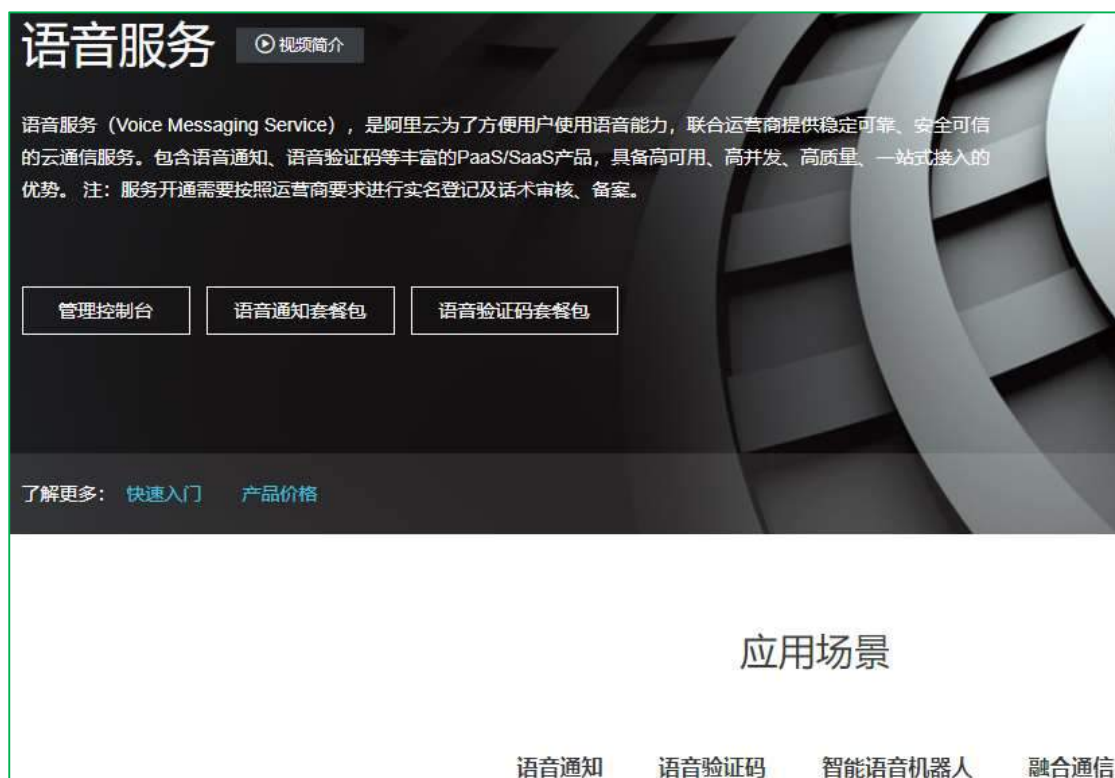 语音服务 视频简介
语音服务（Voice Messaging Service），是阿里云为了方便用户使用语音能力，联合运营商提供稳定可靠、安全可信
的云通信服务。包含语音通知、语音验证码等丰富的PaaS/SaaS产品，具备高可用、高并发、高质量、一站式接入的
优势。 注：服务开通需要按照运营商要求进行实名登记及话术审核、备案。
管理控制台 语音通知套餐包 语音验证码套餐包
了解更多： 快速入门 产品价格
应用场景
语音通知 语音验证码 智能语音机器人 融合通信